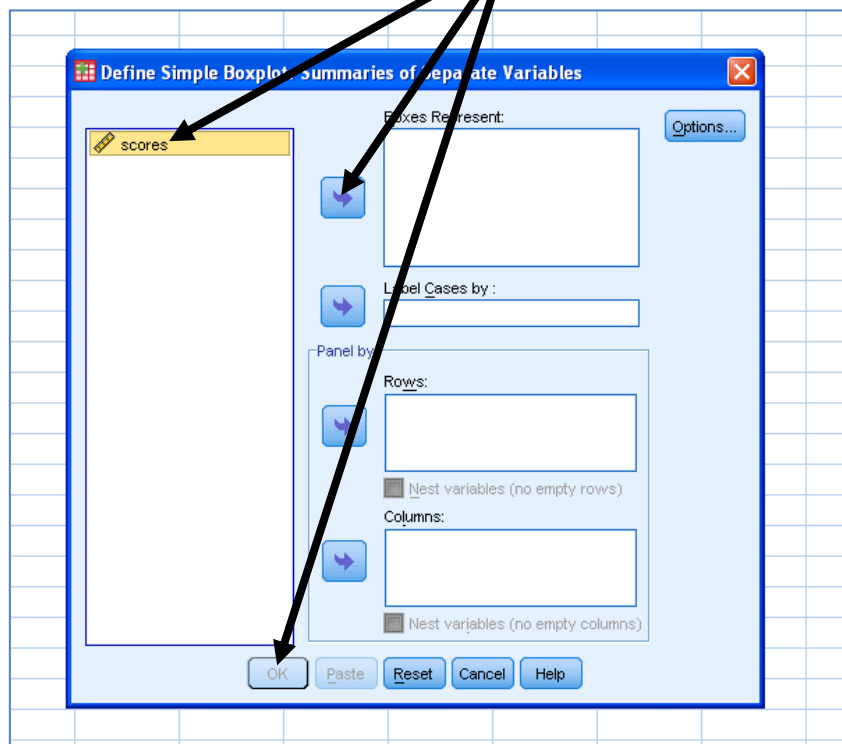 Define Simple Boxplot: Summaries of Separate Variables
scores
Boxes Represent:
Options...
Label Cases by :
Panel by
Rows:
Nest variables (no empty rows)
Columns:
Nest variables (no empty columns)
OK
Paste
Reset
Cancel
Help